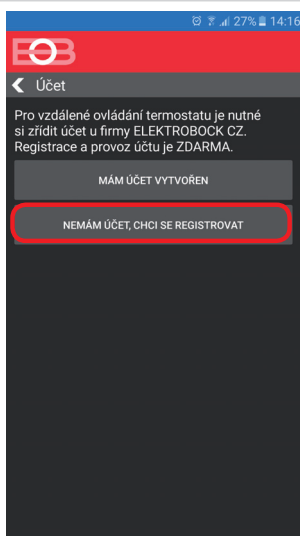 27% 14:16
EOB
Účet
Pro vzdálené ovládání termostatu je nutné
si zřídit účet u firmy ELEKTROBOCK CZ.
Registrace a provoz účtu je ZDARMA.
MÁM ÚČET VYTVOŘEN
NEMÁM ÚČET, CHCI SE REGISTROVAT